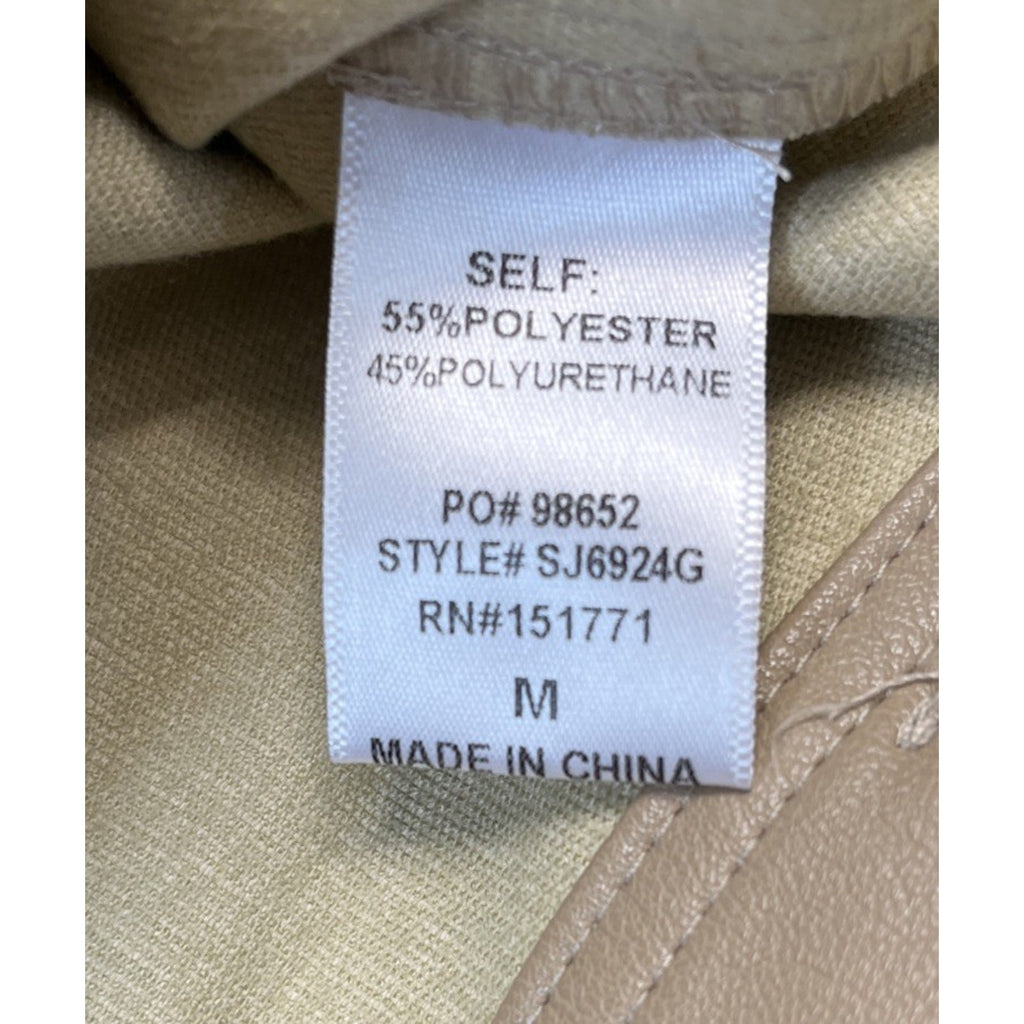 SELF:
55%POLYESTER
45%POLYURETHANE
PO# 98652
STYLE# SJ6924G
RN#151771
M
MADE IN CHINA